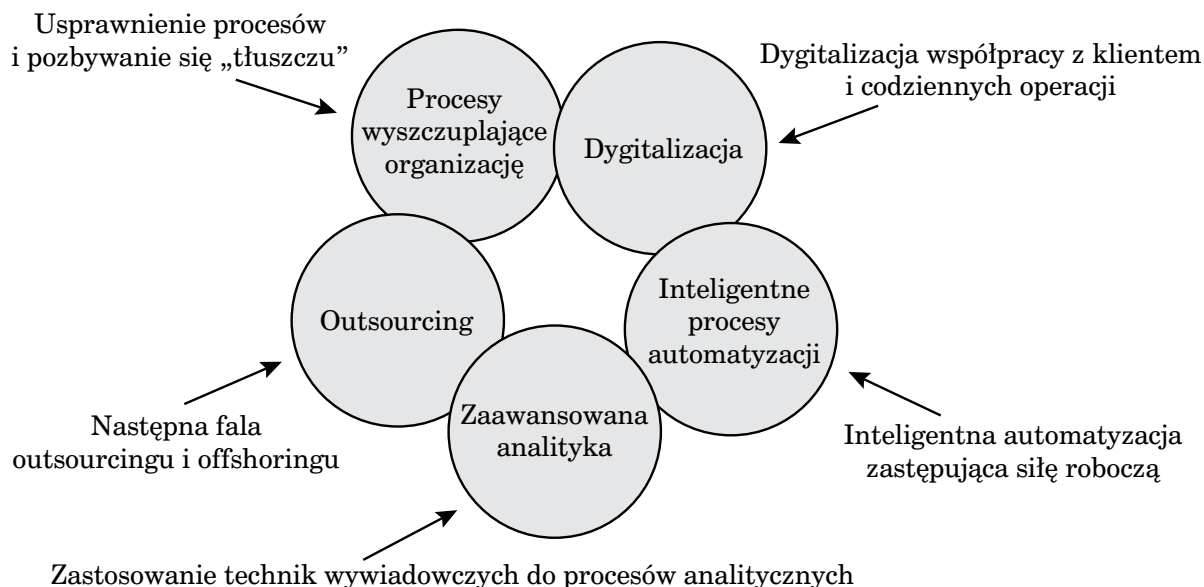 Usprawnienie procesów
i pozbywanie się „tłuszczu”
Procesy
wyszczuplające
organizację
Dygitalizacja
Dygitalizacja współpracy z klientem
i codziennych operacji
Outsourcing
Inteligentne
procesy
automatyzacji
Zaawansowana
analityka
Następna fala
outsourcingu i offshoringu
Inteligentna automatyzacja
zastępująca siłę roboczą
Zastosowanie technik wywiadowczych do procesów analitycznych